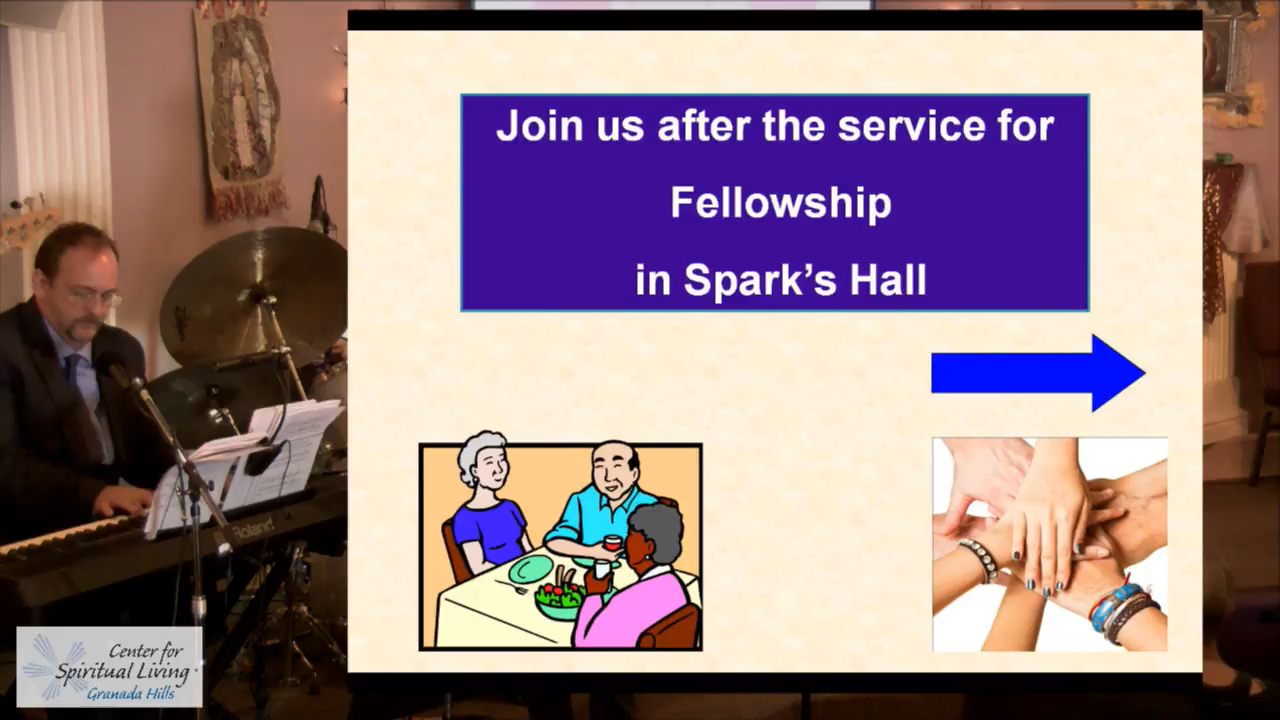 Join us after the service for
Fellowship
in Spark's Hall
Roland
Center for
Spiritual Living
Granada Hills